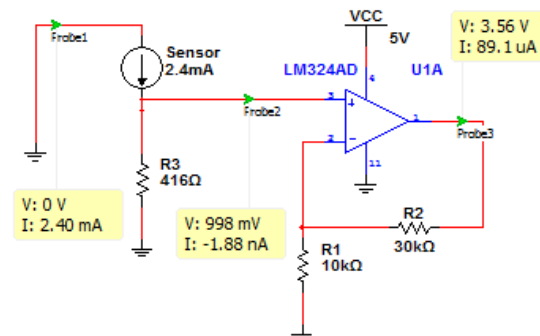 VCC
5V
V: 3.56 V
I: 89.1 uA
Probe1
Sensor
2.4mA
LM324AD
U1A
4
3
+
Probe2
1
Probe3
2
−
11
R3
416Ω
V: 0 V
I: 2.40 mA
V: 998 mV
I: -1.88 nA
R2
30kΩ
R1
10kΩ